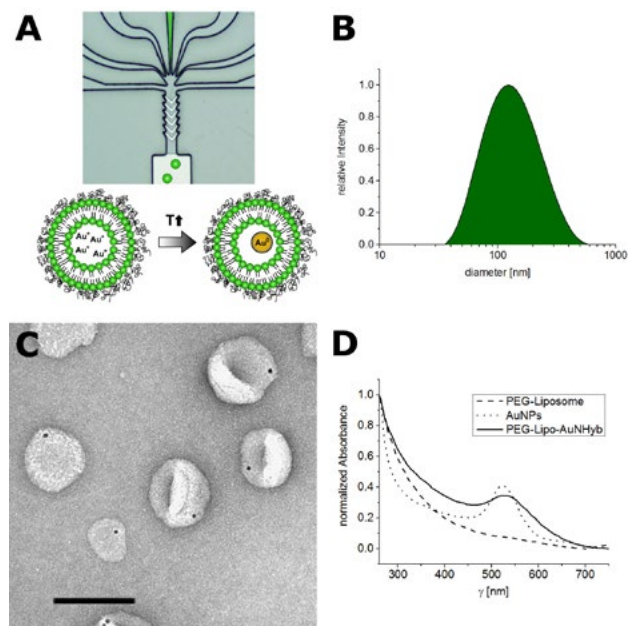 A
B
Au⁺
Au⁺
Au⁺
Au⁺
T⬆
Au⁰
relative Intensity
1.0
0.8
0.6
0.4
0.2
0.0
10
100
1000
diameter [nm]
C
D
normalized Absorbance
1.0
0.8
0.6
0.4
0.2
0.0
PEG-Liposome
AuNPs
PEG-Lipo-AuNHyb
300
400
500
600
700
γ [nm]